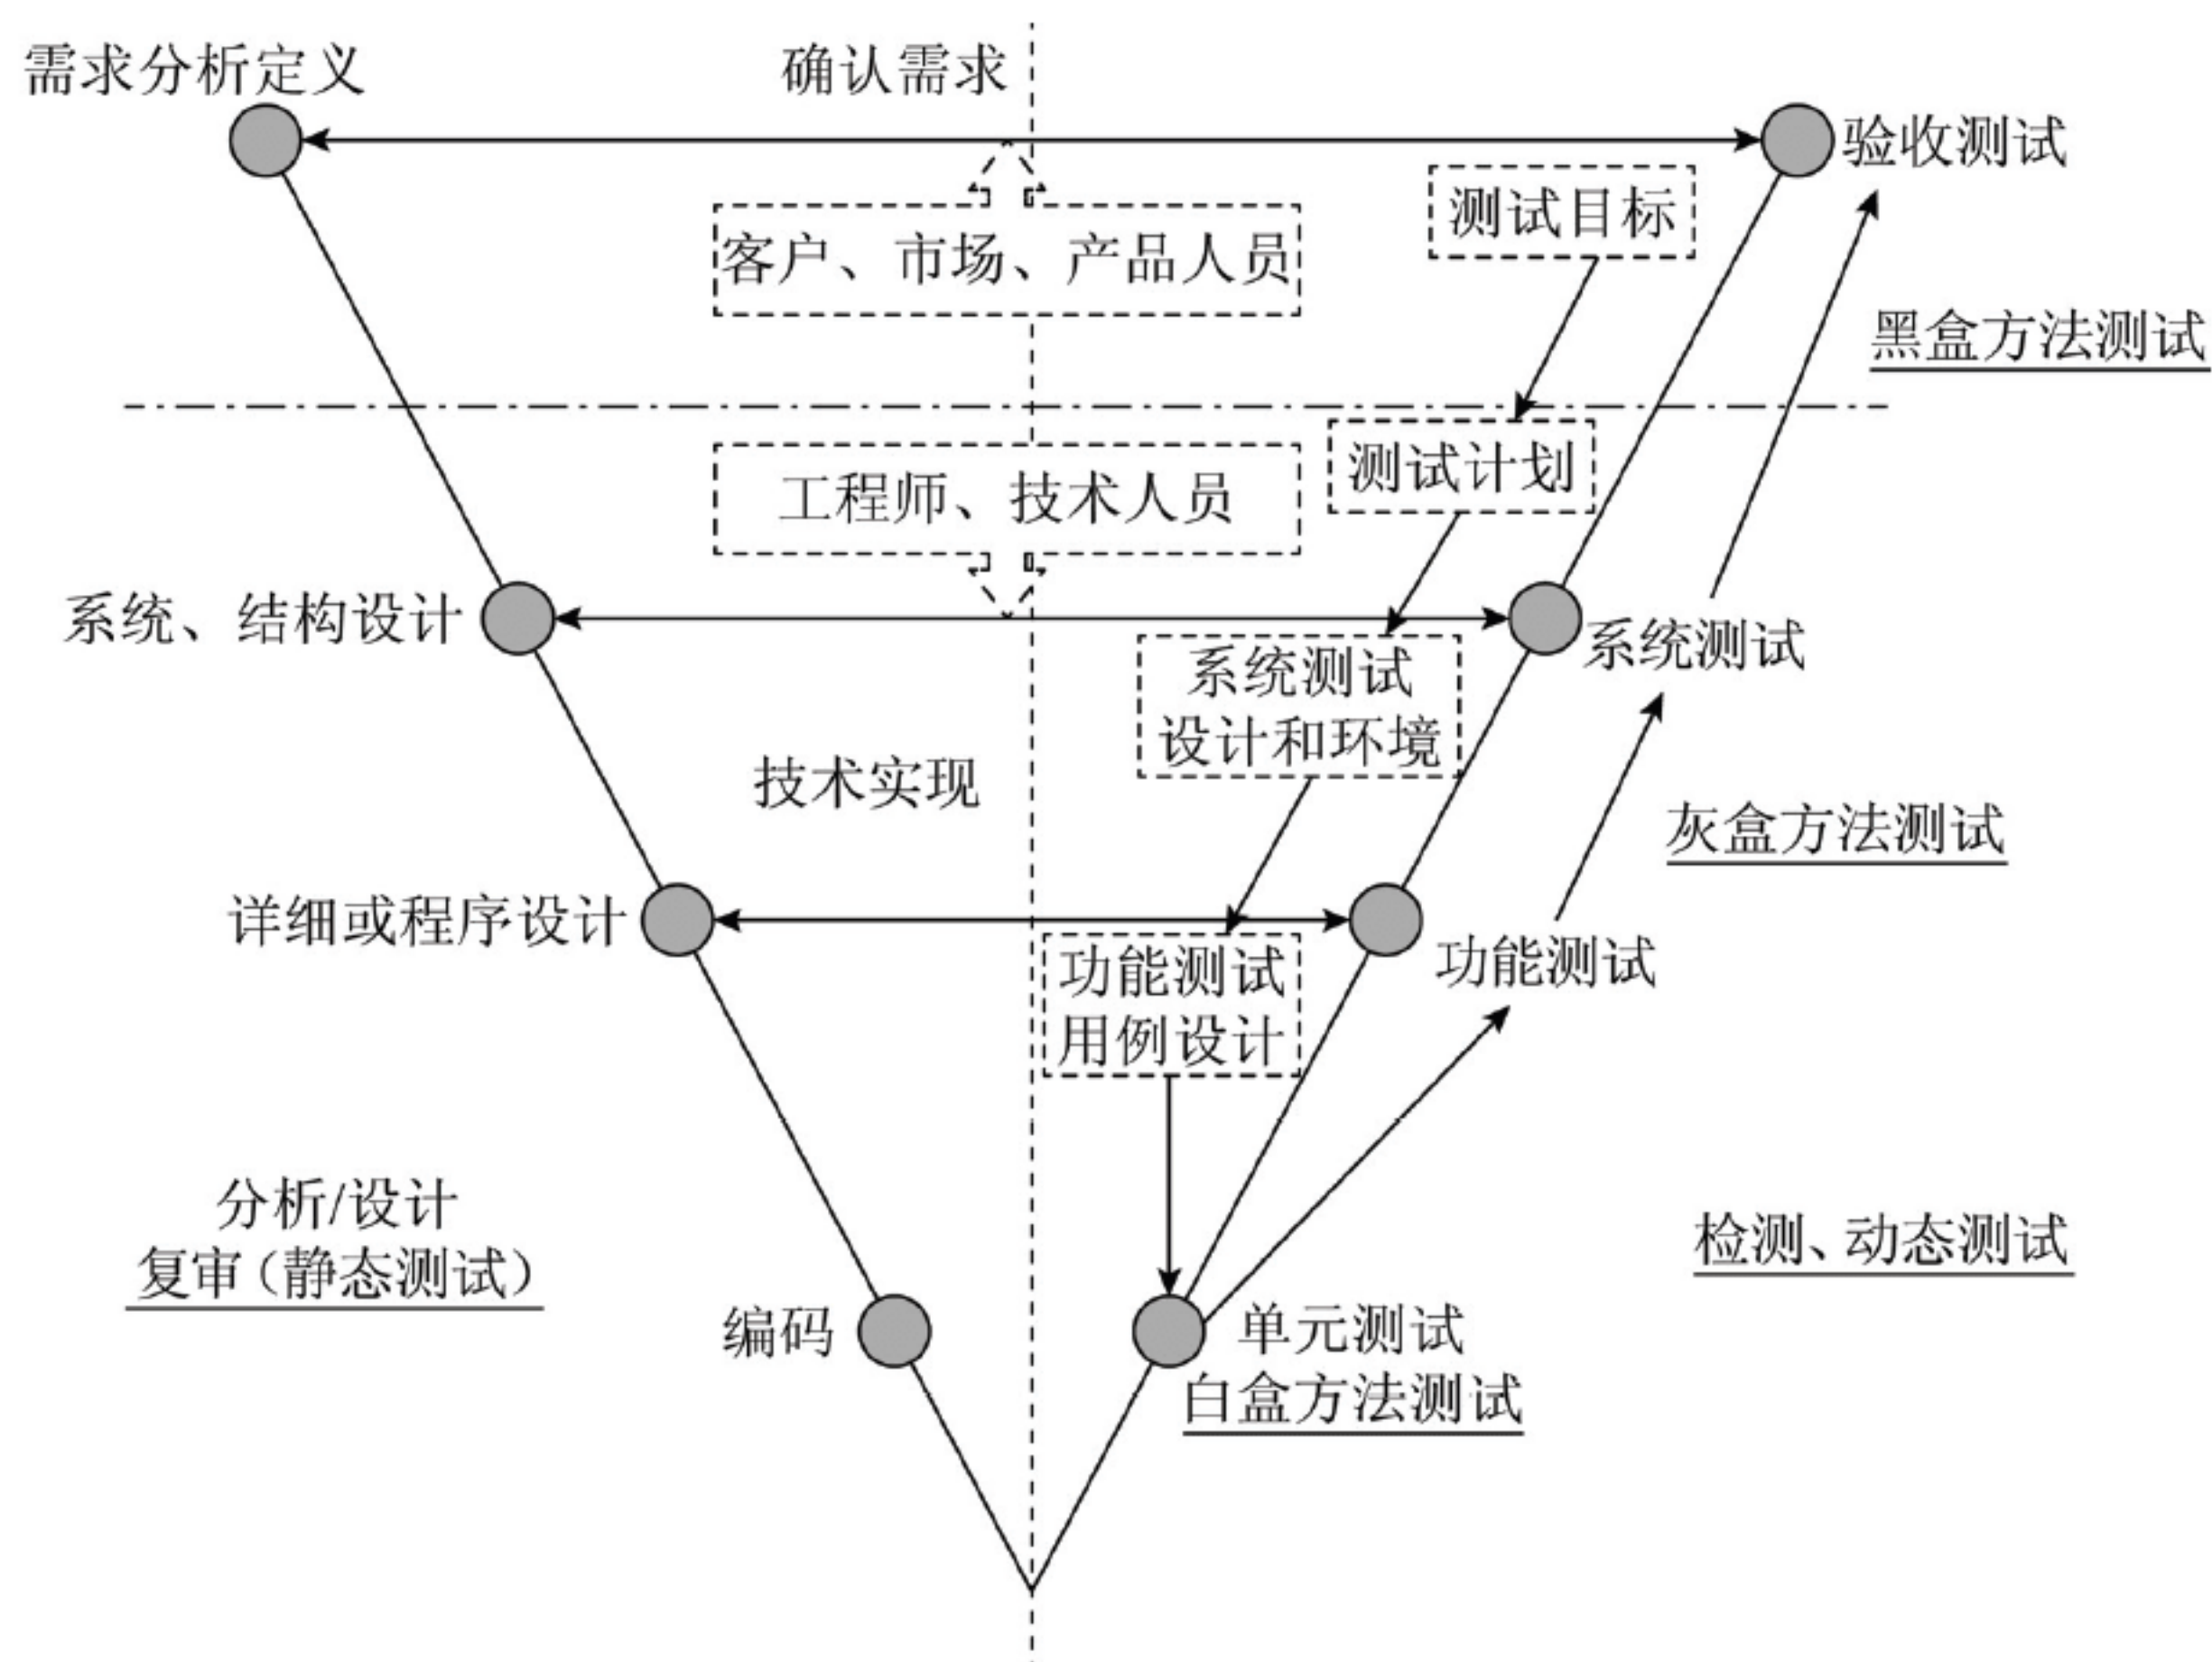 需求分析定义
确认需求
验收测试
测试目标
客户、市场、产品人员
黑盒方法测试
测试计划
工程师、技术人员
系统、结构设计
系统测试
系统测试
设计和环境
技术实现
灰盒方法测试
详细或程序设计
功能测试
功能测试
用例设计
分析/设计
复审(静态测试)
检测、动态测试
编码
单元测试
白盒方法测试